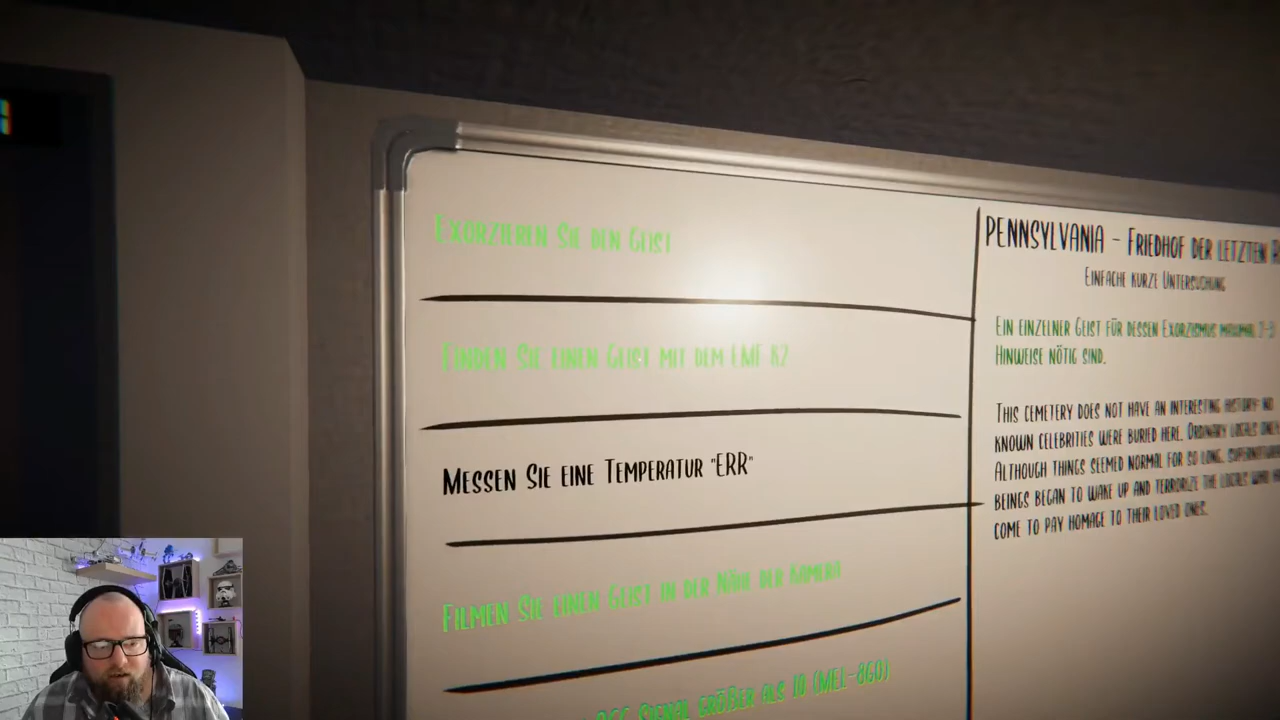 Exorzieren Sie den Geist
Finden Sie einen Geist mit dem EMF K2
Messen Sie eine Temperatur "ERR"
Filmen Sie einen Geist in der Nähe der Kamera
Signal größer als 10 (MEL-860)
Pennsylvania - Friedhof der letzten
Einfache kurze Untersuchung
Ein einzelner Geist für dessen Exorzismus maximal
Hinweise nötig sind.
This cemetery does not have an interesting history. No
known celebrities were buried here. Ordinary locals only
Although things seemed normal for so long, supernatural
beings began to wake up and terrorize the locals who
come to pay homage to their loved ones.